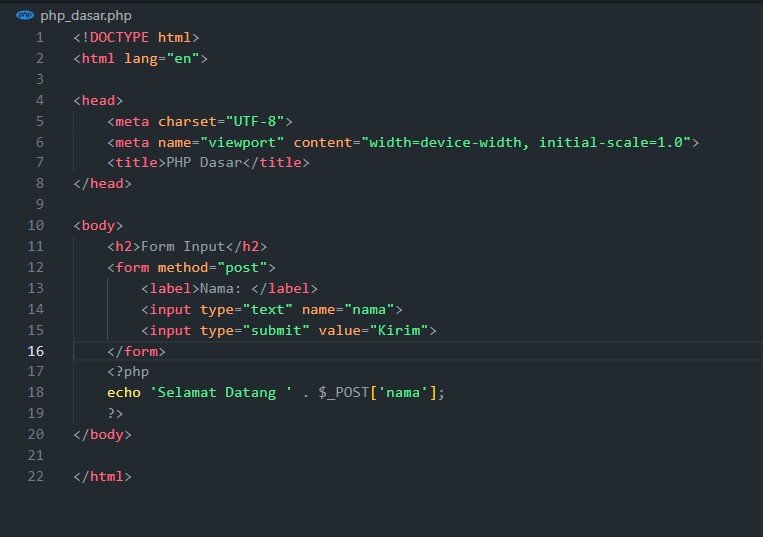 php php_dasar.php
1 <!DOCTYPE html>
2 <html lang="en">
3
4 <head>
5 <meta charset="UTF-8">
6 <meta name="viewport" content="width=device-width, initial-scale=1.0">
7 <title>PHP Dasar</title>
8 </head>
9
10 <body>
11 <h2>Form Input</h2>
12 <form method="post">
13 <label>Nama: </label>
14 <input type="text" name="nama">
15 <input type="submit" value="Kirim">
16 </form>
17 <?php
18 echo 'Selamat Datang ' . $_POST['nama'];
19 ?>
20 </body>
21
22 </html>